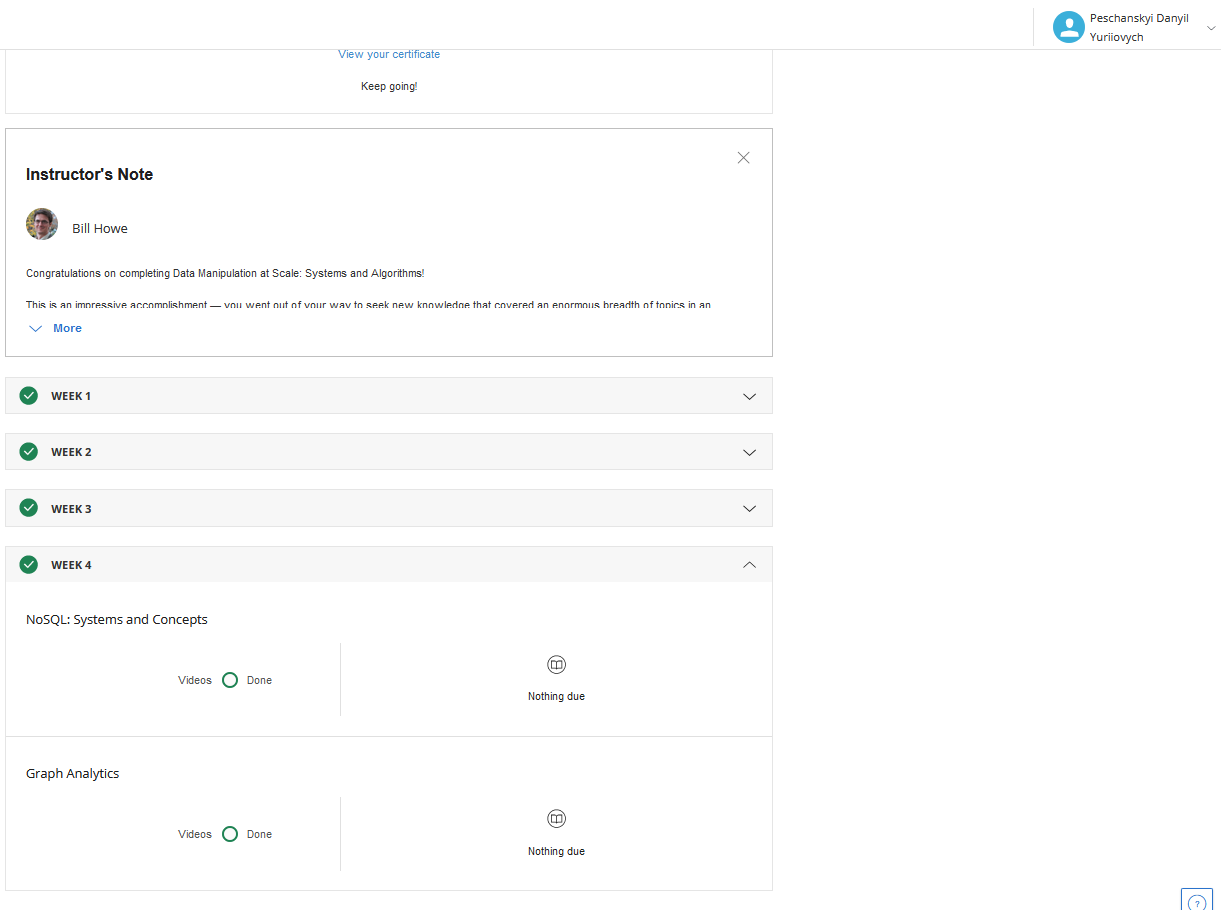 Peschanskyi Danyil
Yuriiovych
View your certificate
Keep going!
Instructor's Note
Bill Howe
Congratulations on completing Data Manipulation at Scale: Systems and Algorithms!
This is an impressive accomplishment — you went out of your way to seek new knowledge that covered an enormous breadth of topics in an
More
WEEK 1
WEEK 2
WEEK 3
WEEK 4
NoSQL: Systems and Concepts
Videos Done
Nothing due
Graph Analytics
Videos Done
Nothing due
?